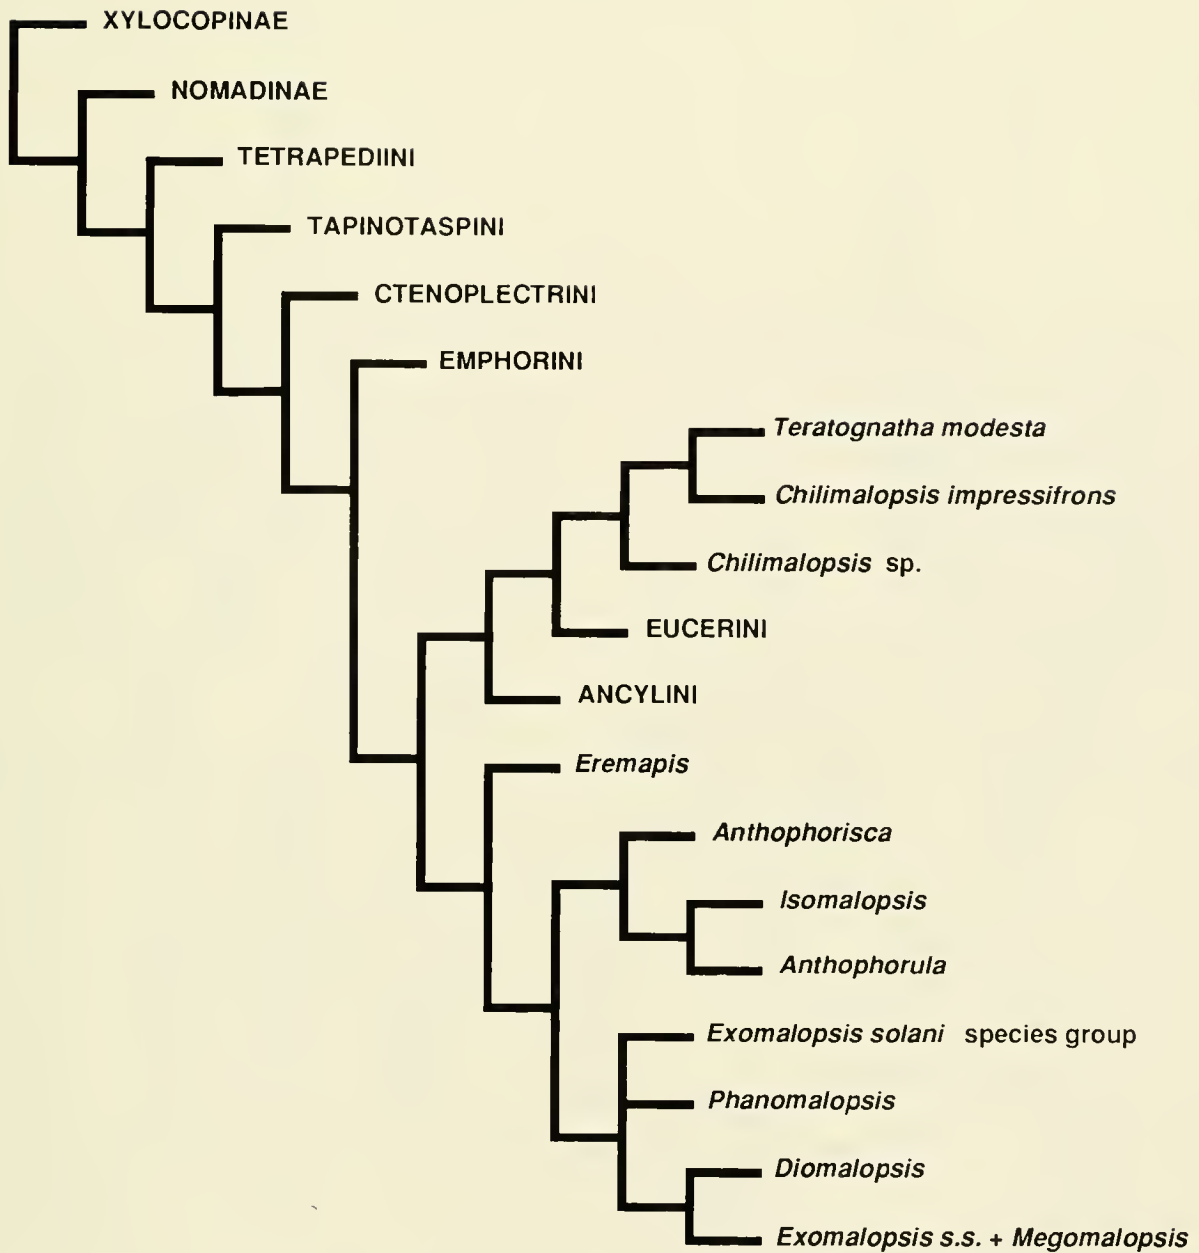 XYLOCOPINAE
NOMADINAE
TETRAPEDIINI
TAPINOTASPINI
CTENOPLECTRINI
EMPHORINI
Teratognatha modesta
Chilimalopsis impressifrons
Chilimalopsis sp.
EUCERINI
ANCYLINI
Eremapis
Anthophorisca
Isomalopsis
Anthophorula
Exomalopsis solani species group
Phanomalopsis
Diomalopsis
Exomalopsis s.s. + Megomalopsis